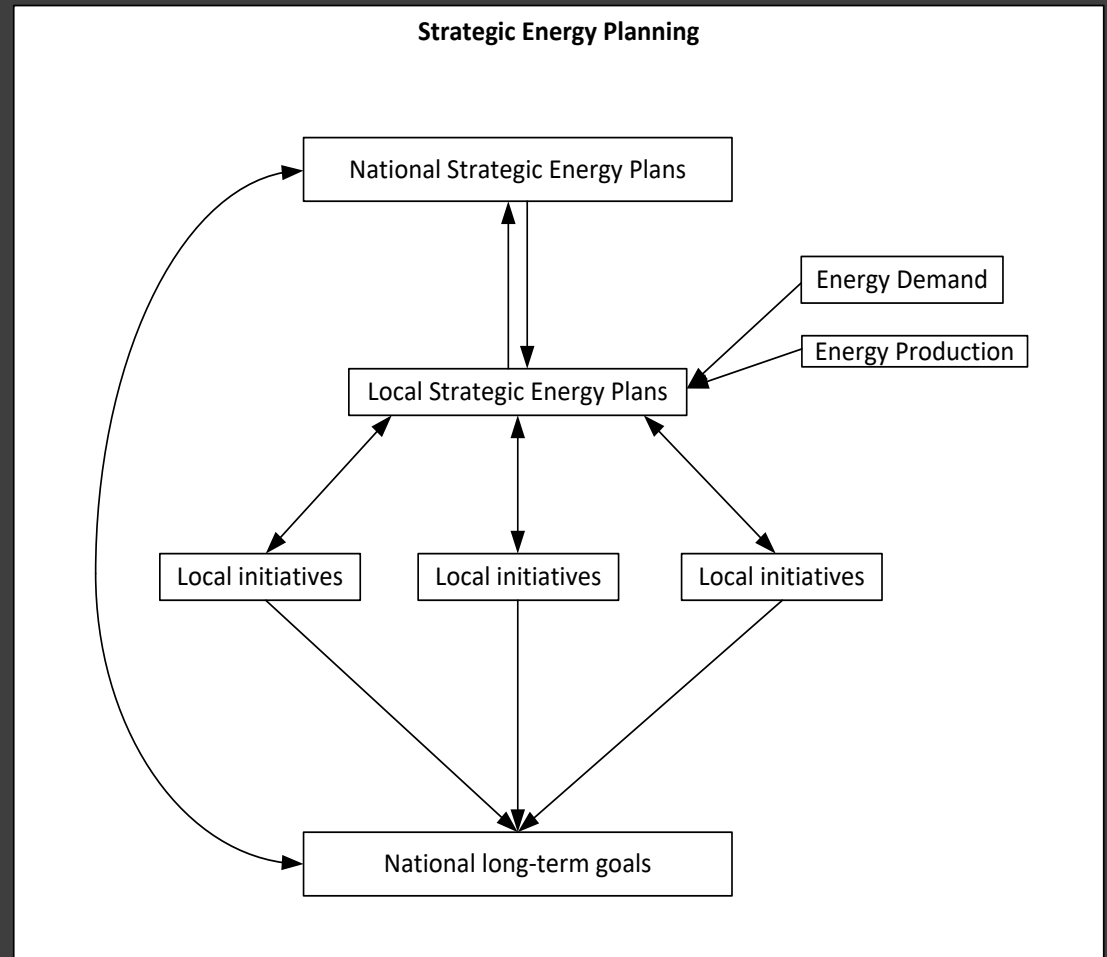 Strategic Energy Planning
National Strategic Energy Plans
Energy Demand
Energy Production
Local Strategic Energy Plans
Local initiatives
Local initiatives
Local initiatives
National long-term goals